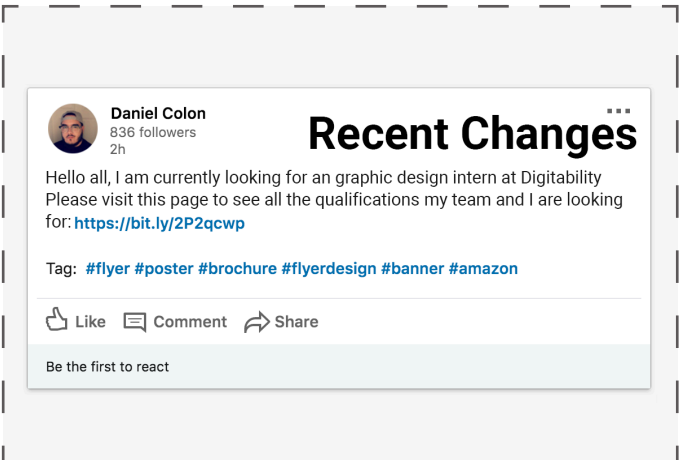 Daniel Colon
836 followers
2h
Recent Changes
Hello all, I am currently looking for an graphic design intern at Digitability
Please visit this page to see all the qualifications my team and I are looking
for: https://bit.ly/2P2qcwp
Tag: #flyer #poster #brochure #flyerdesign #banner #amazon
Like Comment Share
Be the first to react